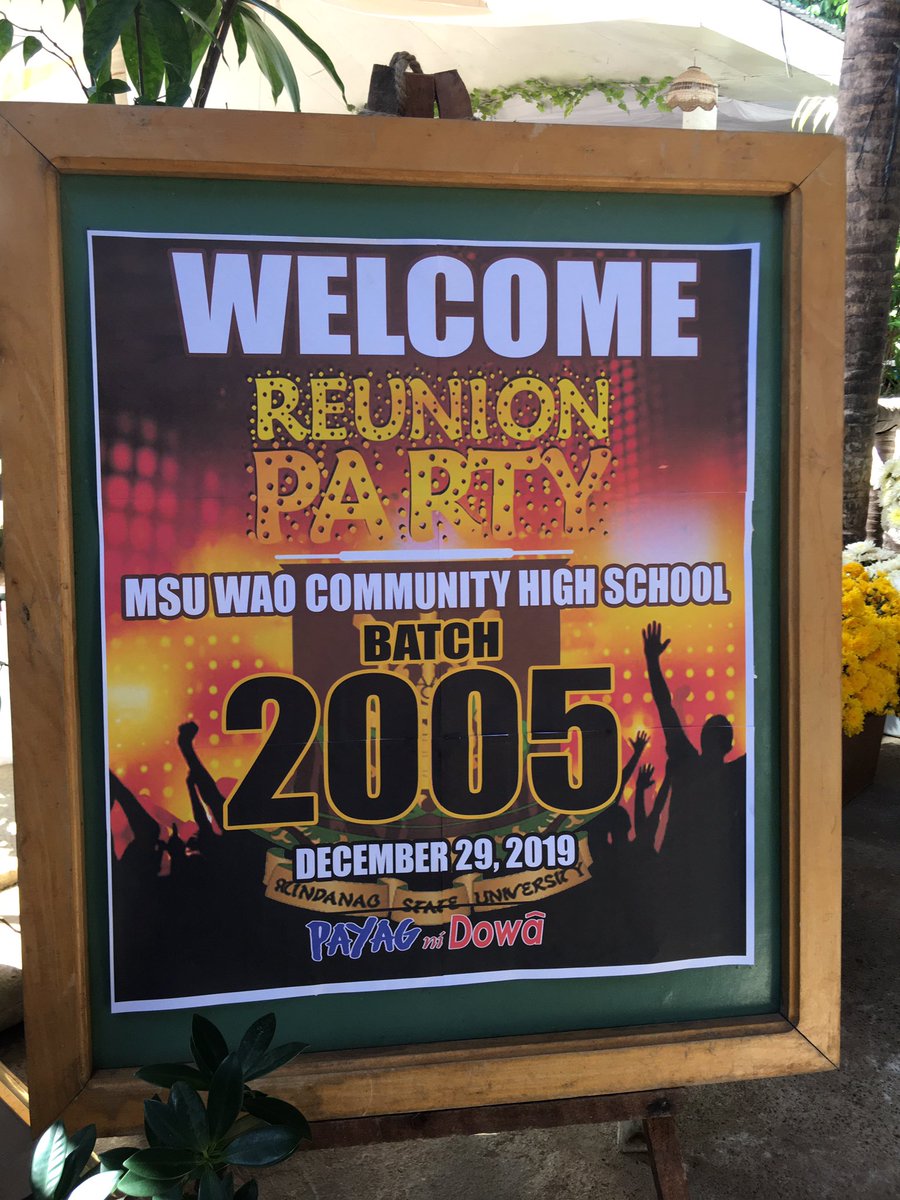 WELCOME
REUNION
PARTY
MSU WAO COMMUNITY HIGH SCHOOL
BATCH
2005
DECEMBER 29, 2019
MINDANAO STATE UNIVERSITY
PAYAG ni Dowâ